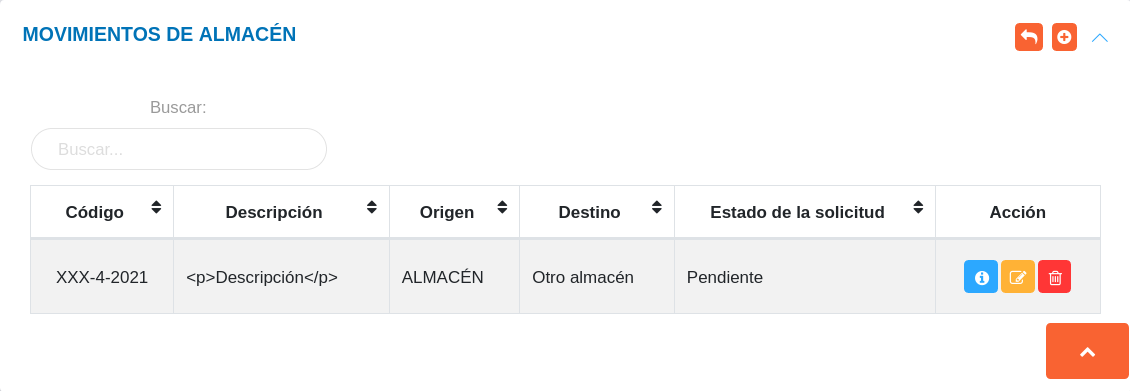 MOVIMIENTOS DE ALMACÉN
Buscar:
Buscar...
Código Descripción Origen Destino Estado de la solicitud Acción
XXX-4-2021 <p>Descripción</p> ALMACÉN Otro almacén Pendiente